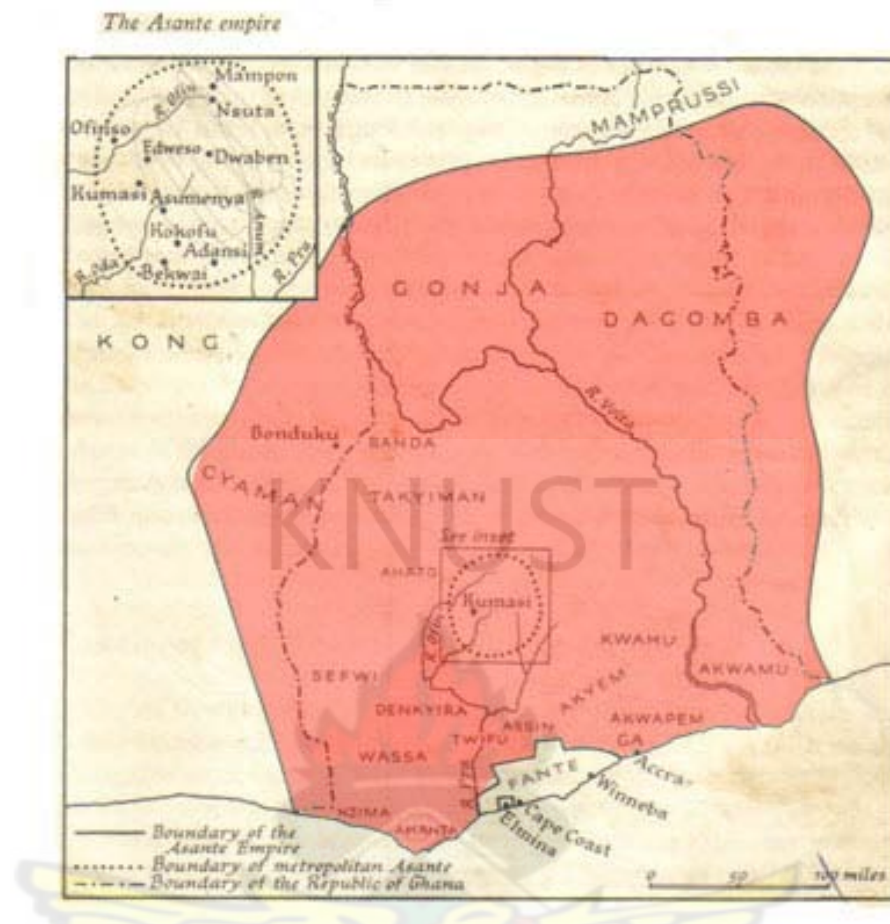 The Asante empire
Mampon
R. Ofin
Nsuta
Ofinso
Edweso
Dwaben
Kumasi
Asumenya
Kokofu
R. Anum
Adansi
R. Oda
Bekwai
R. Pru
MAMPRUSSI
GONJA
DAGOMBA
KONG
R. Volta
Bonduku
BANDA
GYAMAN
TAKYIMAN
KNUST
See inset
AHAFO
Kumasi
R. Ofin
KWAHU
SEFWI
AKWAMU
AKYEM
DENKYIRA
ASSIN
AKWAPEM
TWIFU
GA
WASSA
Accra
FANTE
R. Pra
Winneba
NZIMA
Cape Coast
Elmina
AHANTA
Boundary of the
Asante Empire
Boundary of metropolitan Asante
Boundary of the Republic of Ghana
0 50 100 miles